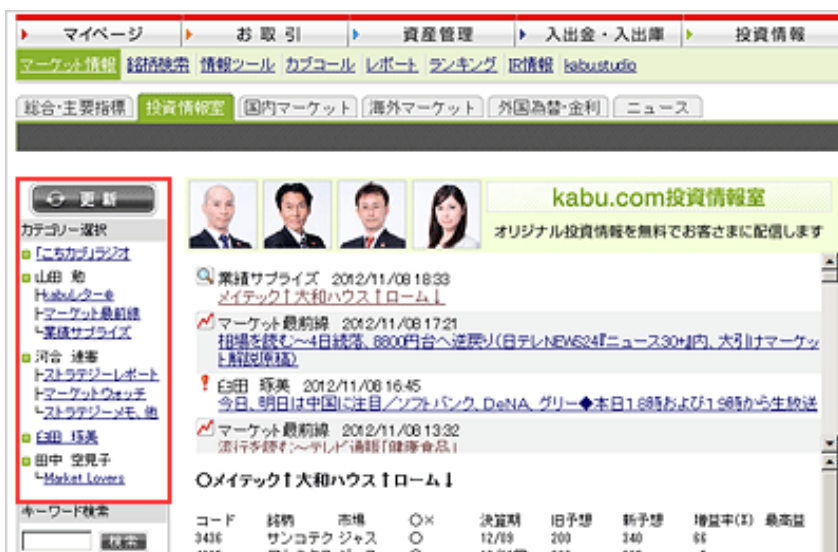 マイページ お取引 資産管理 入出金・入出庫 投資情報
マーケット情報 銘柄検索 情報ツール カブコール レポート ランキング IR情報 kabustudio
総合・主要指標 投資情報室 国内マーケット 海外マーケット 外国為替・金利 ニュース
更新
カテゴリー選択
「こちカブ」ラジオ
山田 勉
kabuレター@
マーケット最前線
業績サプライズ
河合 達憲
ストラテジーレポート
マーケットウォッチ
ストラテジーメモ、他
臼田 琢美
田中 空見子
Market Lovers
キーワード検索
検索
kabu.com投資情報室
オリジナル投資情報を無料でお客さまに配信します
業績サプライズ 2012/11/08 18:33
メイテック↑大和ハウス↑ローム↓
マーケット最前線 2012/11/08 17:21
相場を読む~4日続落、8800円台へ逆戻り(日テレNEWS24『ニュース30+』内、大引けマーケッ
ト解説原稿)
臼田 琢美 2012/11/08 16:45
今日、明日は中国に注目/ソフトバンク、DeNA、グリー◆本日18時および19時から生放送
マーケット最前線 2012/11/08 13:32
流行を読む:~テレビ通販「健康食品」
○メイテック↑大和ハウス↑ローム↓
コード 銘柄 市場 ○× 決算期 旧予想 新予想 増益率(%) 最高益
3436 サンコテク ジャス ○ 12/09 200 340 66